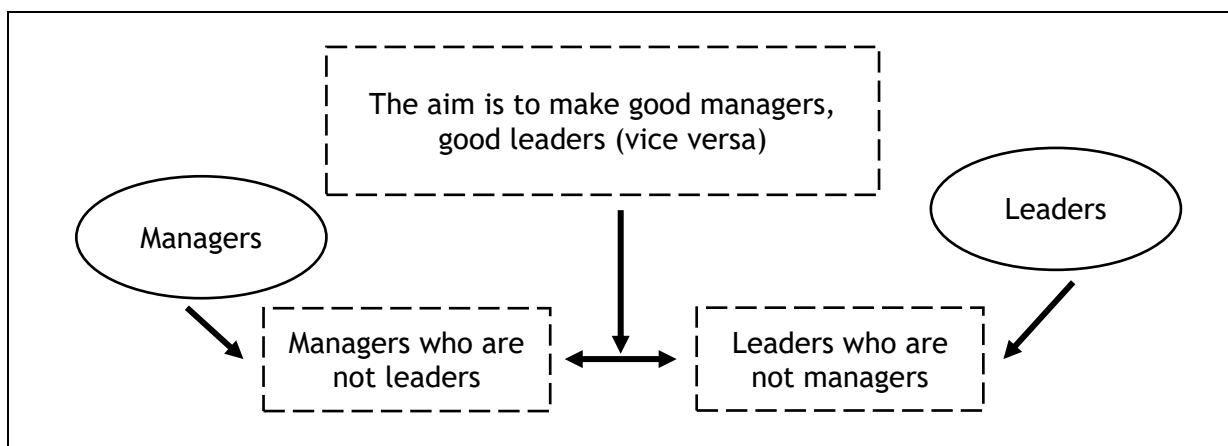 The aim is to make good managers,
good leaders (vice versa)
Managers
Leaders
Managers who are
not leaders
Leaders who are
not managers